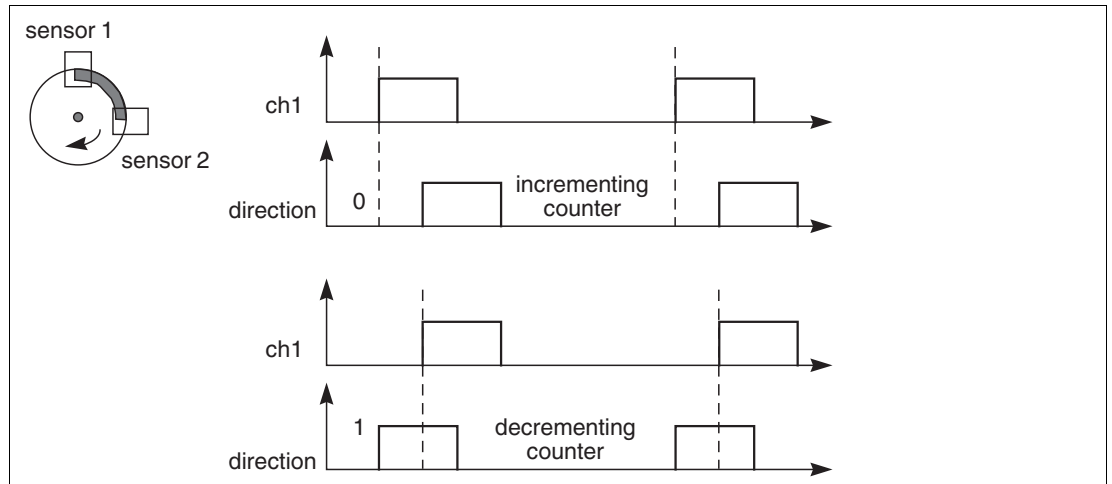 sensor 1
sensor 2
ch1
direction
0
incrementing
counter
ch1
direction
1
decrementing
counter